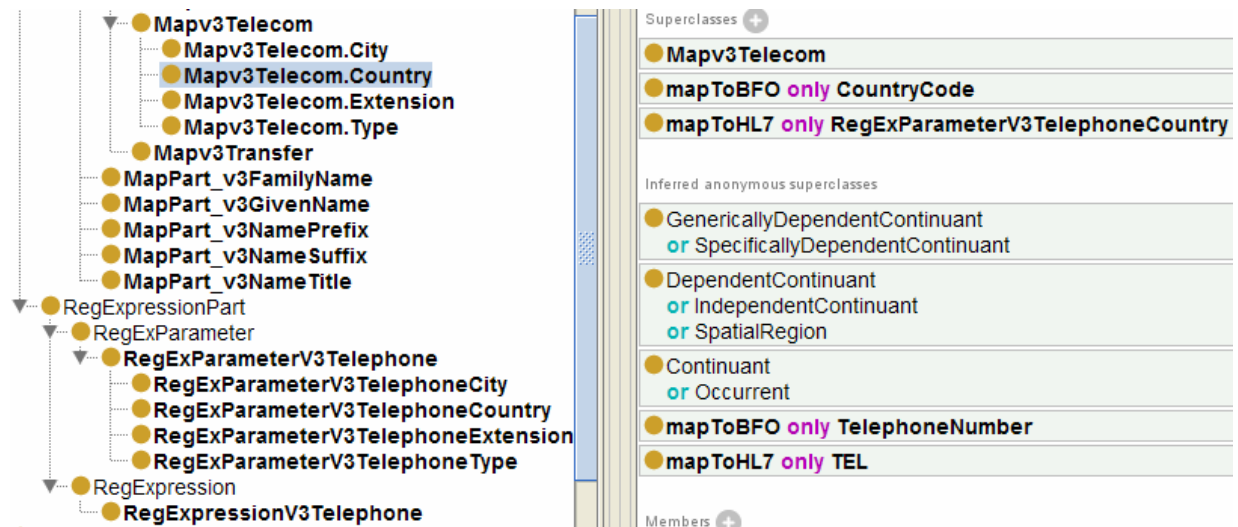 Mapv3Telecom
Mapv3Telecom.City
Mapv3Telecom.Country
Mapv3Telecom.Extension
Mapv3Telecom.Type
Mapv3Transfer
MapPart_v3FamilyName
MapPart_v3GivenName
MapPart_v3NamePrefix
MapPart_v3NameSuffix
MapPart_v3NameTitle
RegExpressionPart
RegExParameter
RegExParameterV3Telephone
RegExParameterV3TelephoneCity
RegExParameterV3TelephoneCountry
RegExParameterV3TelephoneExtension
RegExParameterV3TelephoneType
RegExpression
RegExpressionV3Telephone
Superclasses
Mapv3Telecom
mapToBFO only CountryCode
mapToHL7 only RegExParameterV3TelephoneCountry
Inferred anonymous superclasses
GenericallyDependentContinuant
or SpecificallyDependentContinuant
DependentContinuant
or IndependentContinuant
or SpatialRegion
Continuant
or Occurrent
mapToBFO only TelephoneNumber
mapToHL7 only TEL
Members